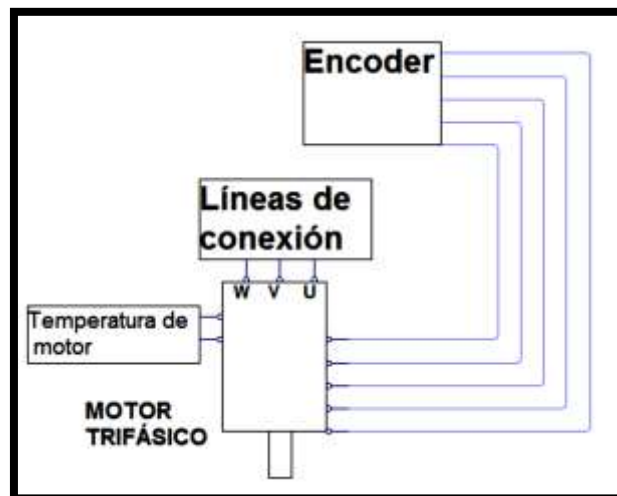 Encoder
Líneas de
conexión
W V U
Temperatura de
motor
MOTOR
TRIFÁSICO